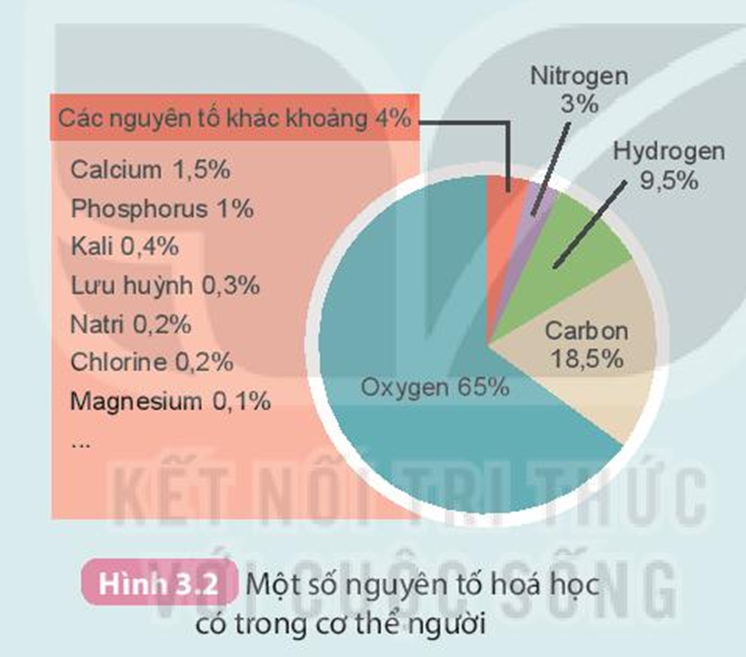 Nitrogen
3%
Các nguyên tố khác khoảng 4%
Hydrogen
9,5%
Calcium 1,5%
Phosphorus 1%
Kali 0,4%
Lưu huỳnh 0,3%
Natri 0,2%
Chlorine 0,2%
Magnesium 0,1%
...
Carbon
18,5%
Oxygen 65%
KẾT NỐI TRI THỨC
VỚI CUỘC SỐNG
Hình 3.2 Một số nguyên tố hoá học
có trong cơ thể người